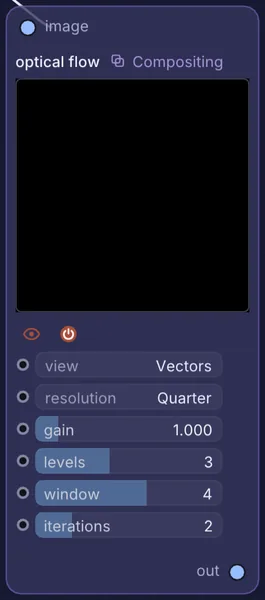 image
optical flow Compositing
view Vectors
resolution Quarter
gain 1.000
levels 3
window 4
iterations 2
out